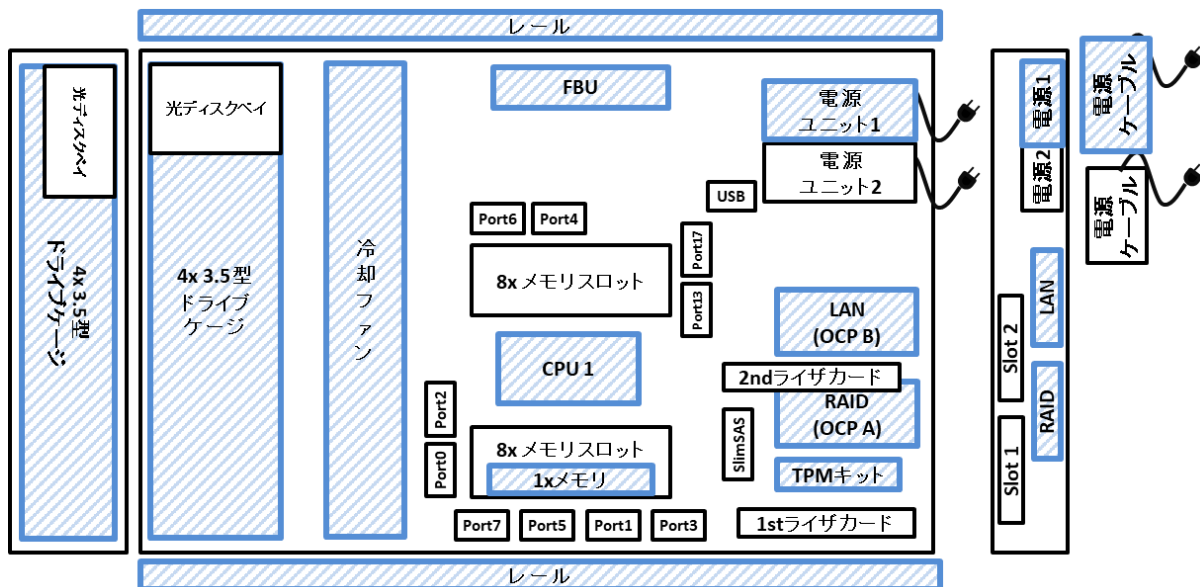 レール
光ディスクベイ
4x 3.5型
ドライブケージ
光ディスクベイ
4x 3.5型
ドライブ
ケージ
冷却ファン
FBU
電源
ユニット1
電源
ユニット2
USB
Port6
Port4
Port17
Port13
8xメモリスロット
CPU 1
LAN
(OCP B)
2ndライザカード
RAID
(OCP A)
SlimSAS
TPMキット
1stライザカード
Port2
Port0
8xメモリスロット
1xメモリ
Port7
Port5
Port1
Port3
電源1
電源2
電源
ケーブル
電源
ケーブル
LAN
RAID
Slot 2
Slot 1
レール